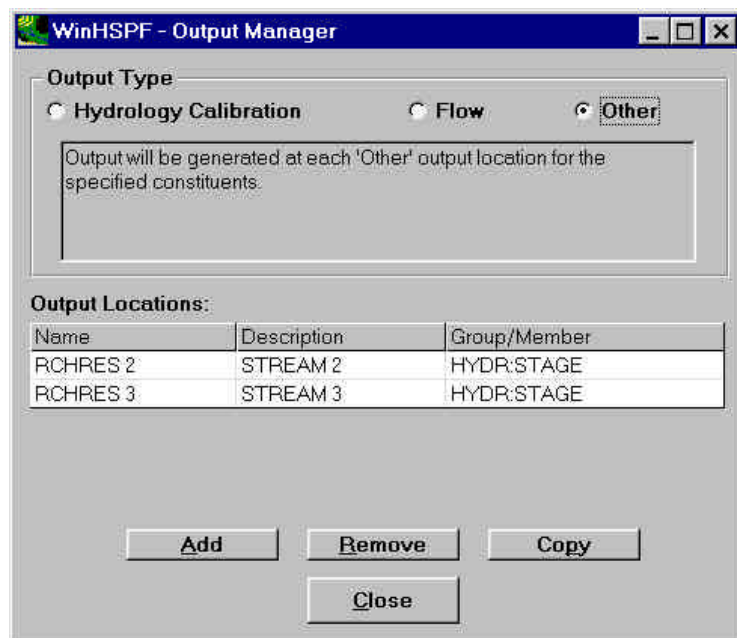 WinHSPF - Output Manager
Output Type
Hydrology Calibration Flow Other
Output will be generated at each 'Other' output location for the
specified constituents.
Output Locations:
Name Description Group/Member
RCHRES 2 STREAM 2 HYDR:STAGE
RCHRES 3 STREAM 3 HYDR:STAGE
Add Remove Copy
Close